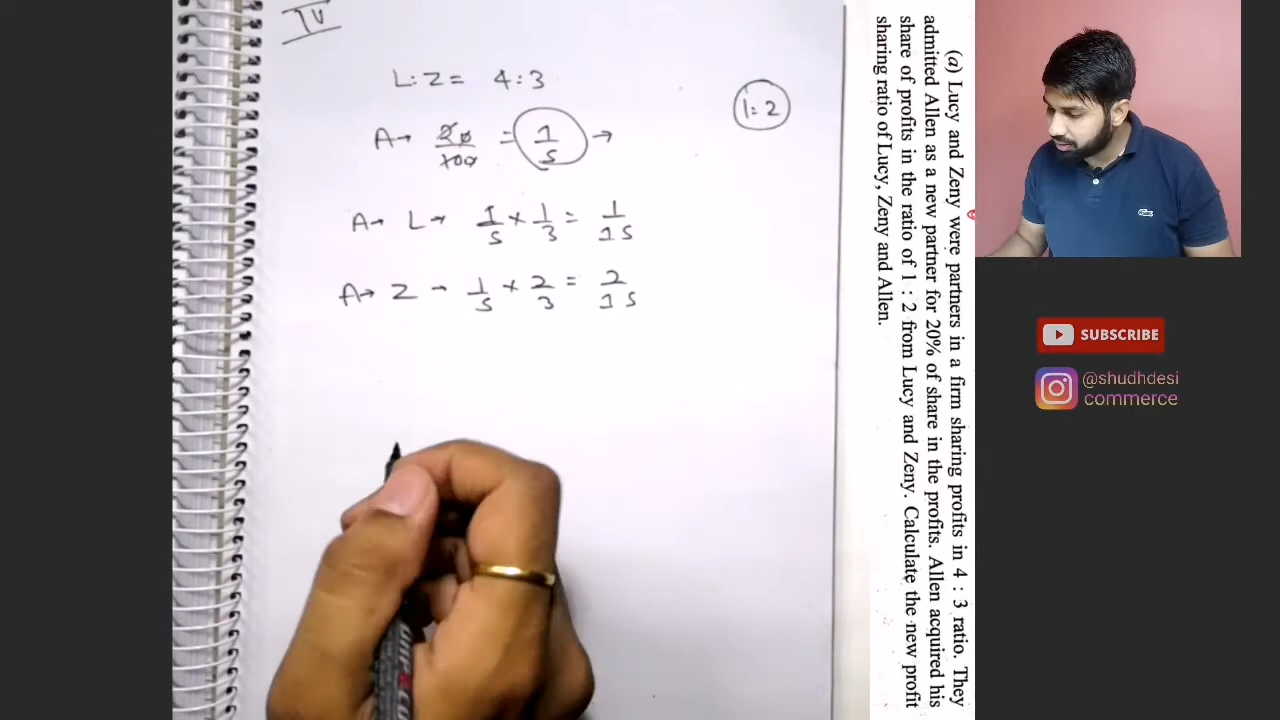 IV
L:Z = 4:3
1:2
A→ 20/100 = 1/5 →
A→ L→ 1/5 × 1/3 = 1/15
A→ Z → 1/5 × 2/3 = 2/15
(a) Lucy and Zeny were partners in a firm sharing profits in 4 : 3 ratio. They
admitted Allen as a new partner for 20% of share in the profits. Allen acquired his
share of profits in the ratio of 1 : 2 from Lucy and Zeny. Calculate the new profit
sharing ratio of Lucy, Zeny and Allen.
SUBSCRIBE
@shudhdesi
commerce